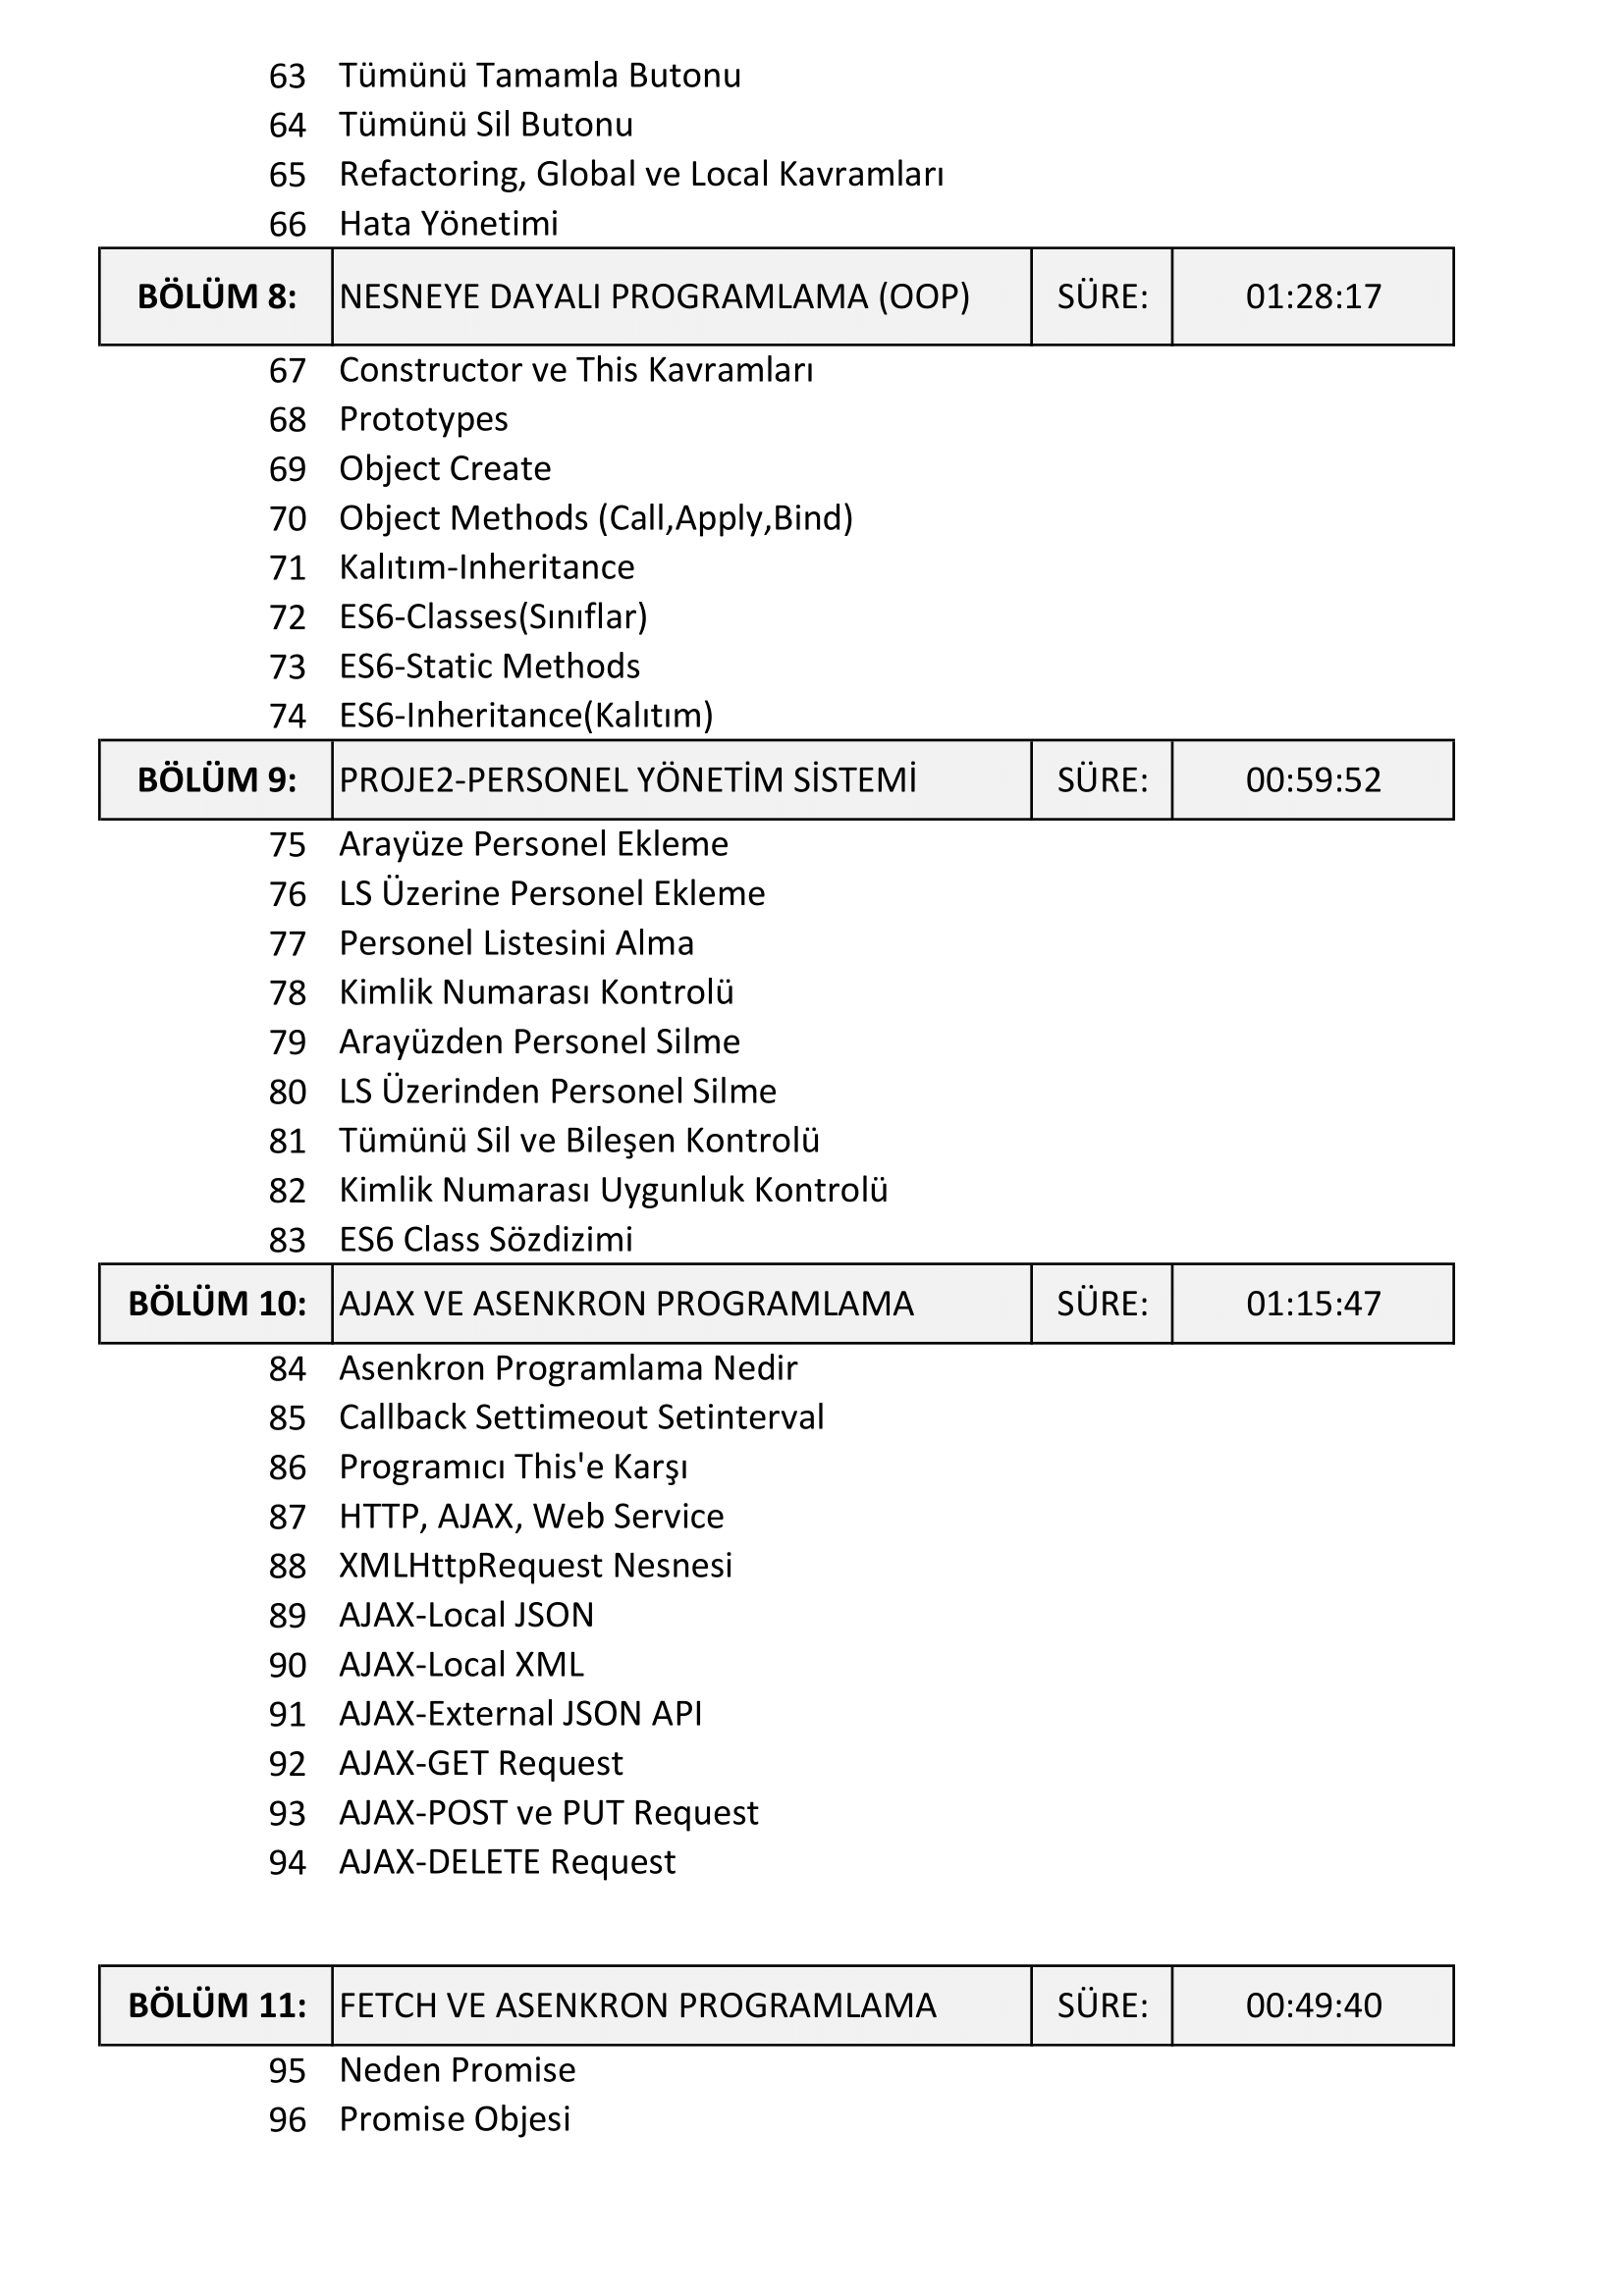 63 Tümünü Tamamla Butonu
64 Tümünü Sil Butonu
65 Refactoring, Global ve Local Kavramları
66 Hata Yönetimi
BÖLÜM 8: NESNEYE DAYALI PROGRAMLAMA (OOP) SÜRE: 01:28:17
67 Constructor ve This Kavramları
68 Prototypes
69 Object Create
70 Object Methods (Call,Apply,Bind)
71 Kalıtım-Inheritance
72 ES6-Classes(Sınıflar)
73 ES6-Static Methods
74 ES6-Inheritance(Kalıtım)
BÖLÜM 9: PROJE2-PERSONEL YÖNETİM SİSTEMİ SÜRE: 00:59:52
75 Arayüze Personel Ekleme
76 LS Üzerine Personel Ekleme
77 Personel Listesini Alma
78 Kimlik Numarası Kontrolü
79 Arayüzden Personel Silme
80 LS Üzerinden Personel Silme
81 Tümünü Sil ve Bileşen Kontrolü
82 Kimlik Numarası Uygunluk Kontrolü
83 ES6 Class Sözdizimi
BÖLÜM 10: AJAX VE ASENKRON PROGRAMLAMA SÜRE: 01:15:47
84 Asenkron Programlama Nedir
85 Callback Settimeout Setinterval
86 Programıcı This'e Karşı
87 HTTP, AJAX, Web Service
88 XMLHttpRequest Nesnesi
89 AJAX-Local JSON
90 AJAX-Local XML
91 AJAX-External JSON API
92 AJAX-GET Request
93 AJAX-POST ve PUT Request
94 AJAX-DELETE Request
BÖLÜM 11: FETCH VE ASENKRON PROGRAMLAMA SÜRE: 00:49:40
95 Neden Promise
96 Promise Objesi